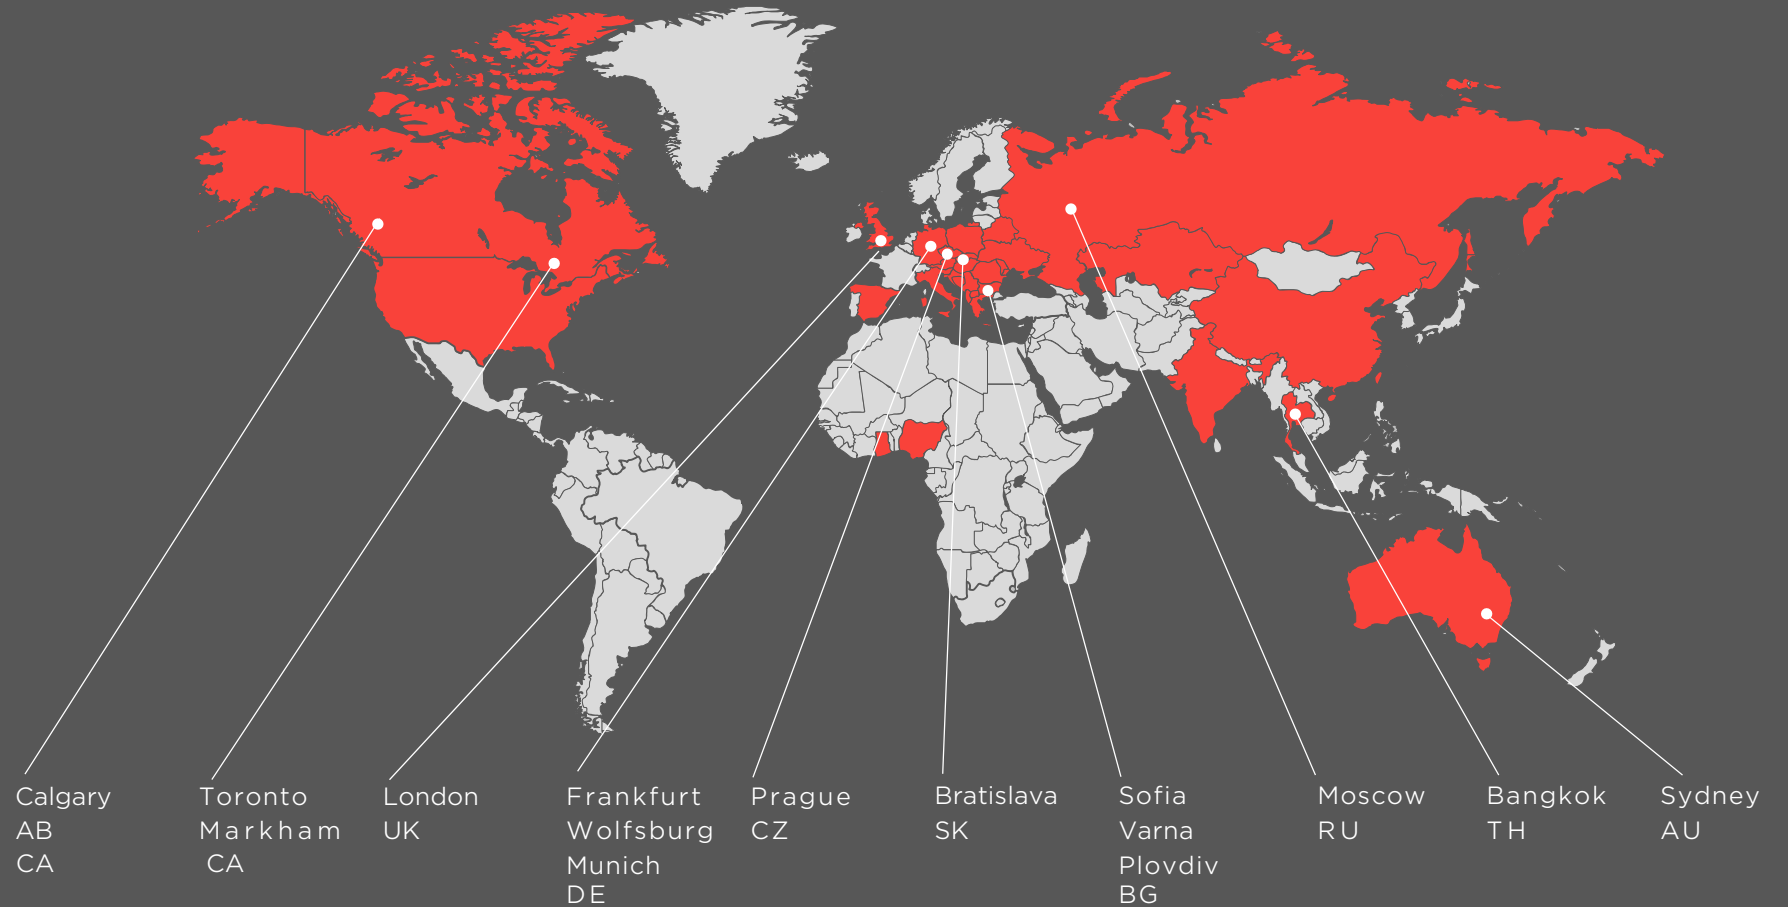 Calgary
AB
CA
Toronto
Markham
CA
London
UK
Frankfurt
Wolfsburg
Munich
DE
Prague
CZ
Bratislava
SK
Sofia
Varna
Plovdiv
BG
Moscow
RU
Bangkok
TH
Sydney
AU